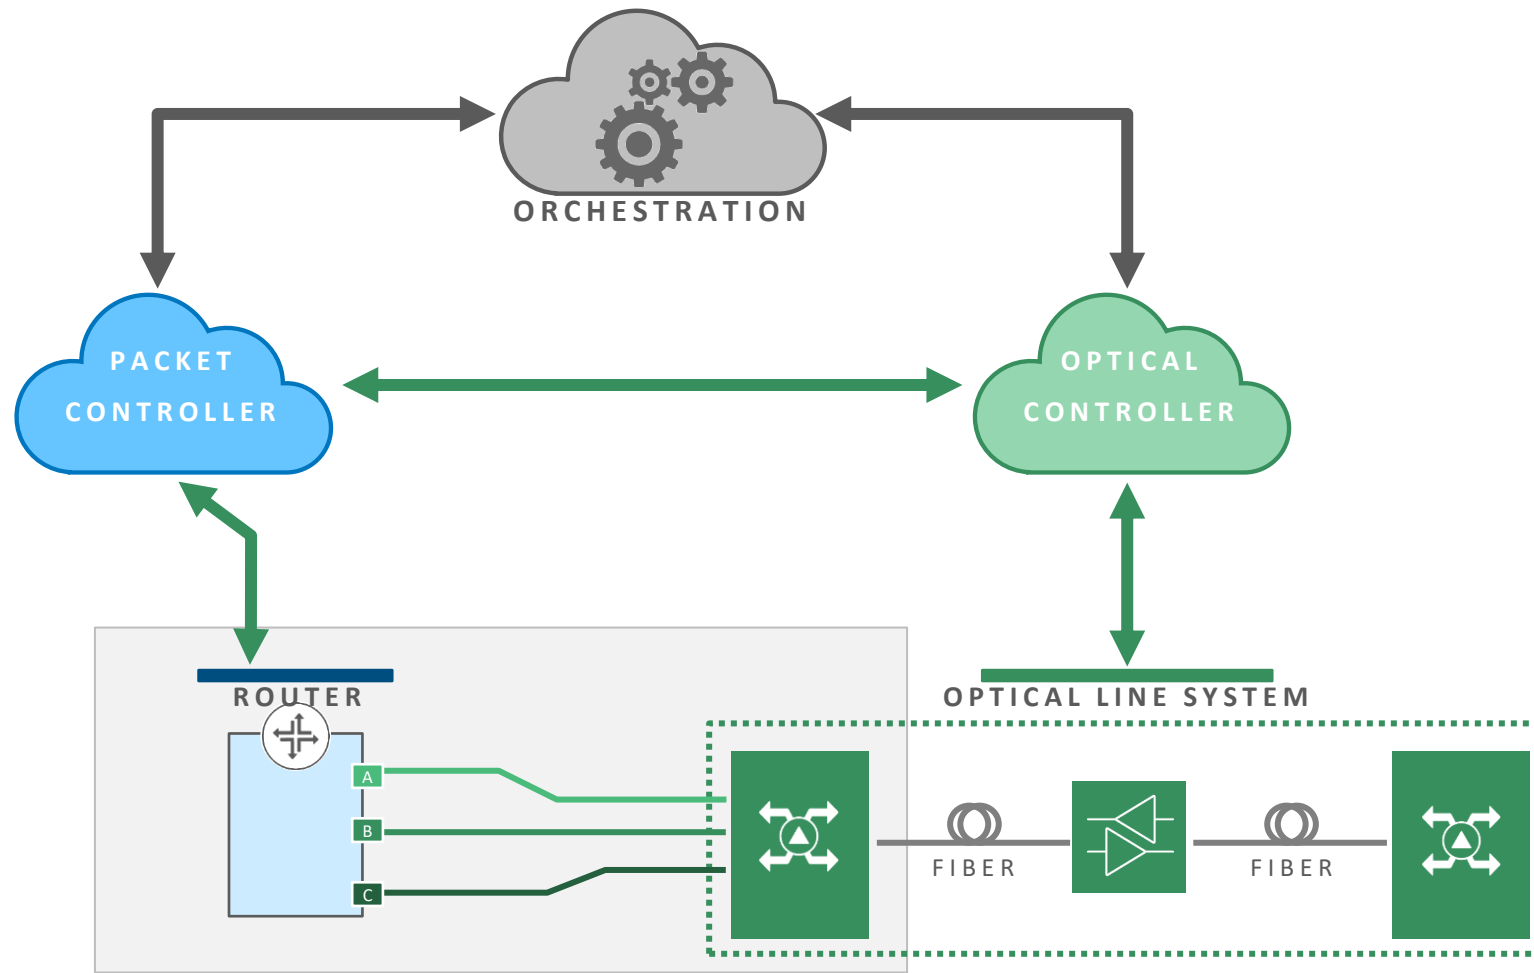 ORCHESTRATION
PACKET
CONTROLLER
OPTICAL
CONTROLLER
ROUTER
OPTICAL LINE SYSTEM
A
B
C
FIBER
FIBER